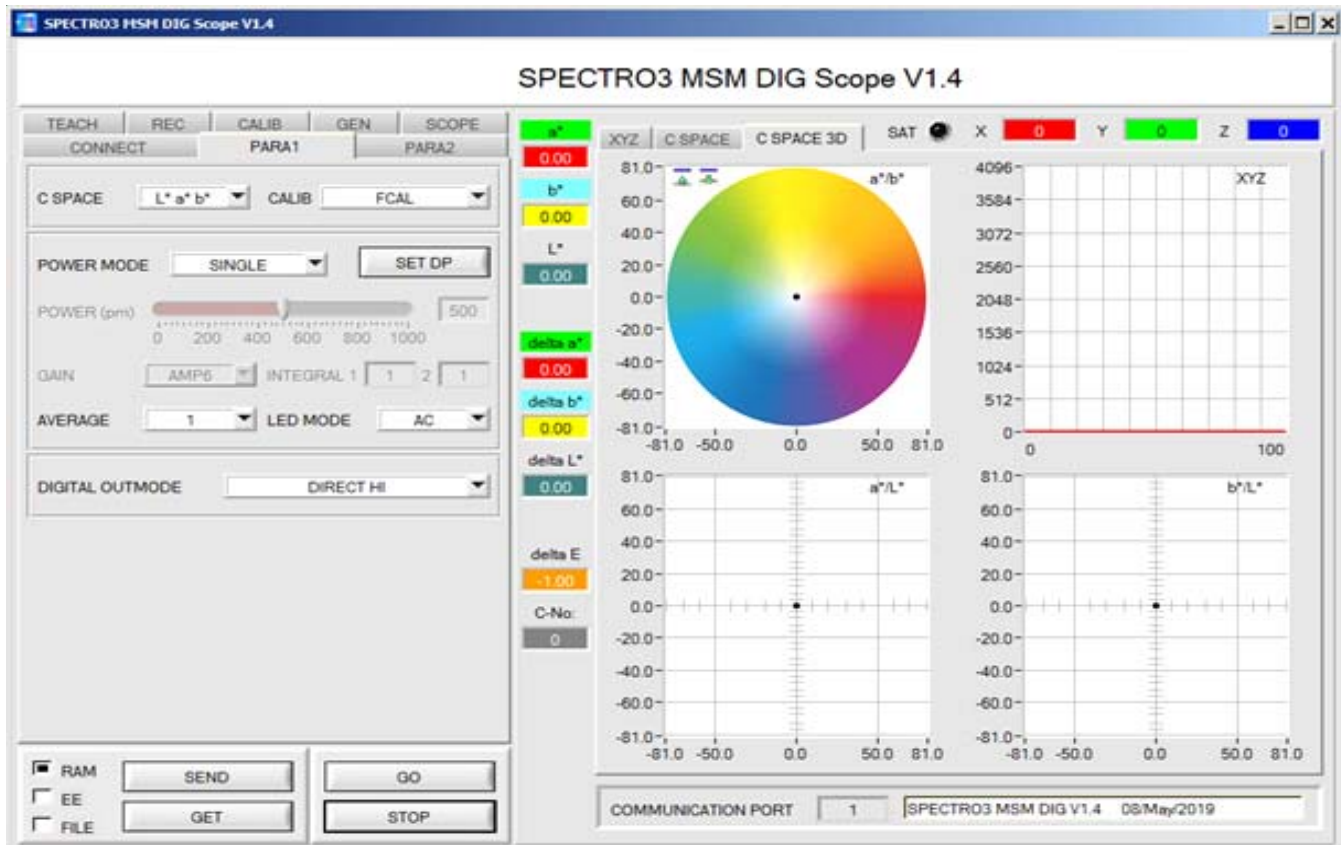 SPECTRO3 MSM DIG Scope V1.4
SPECTRO3 MSM DIG Scope V1.4
TEACH REC CALIB GEN SCOPE
CONNECT PARA1 PARA2
C SPACE L* a* b* CALIB FCAL
POWER MODE SINGLE SET DP
POWER (pm) 500
0 200 400 600 800 1000
GAIN AMP6 INTEGRAL 1 1 2 1
AVERAGE 1 LED MODE AC
DIGITAL OUTMODE DIRECT HI
RAM SEND GO
EE
GET STOP
FILE
a*
0.00
b*
0.00
L*
0.00
delta a*
0.00
delta b*
0.00
delta L*
0.00
delta E
-1.00
C-No:
0
XYZ C SPACE C SPACE 3D SAT X 0 Y 0 Z 0
a*/b*
81.0
60.0
40.0
20.0
0.0
-20.0
-40.0
-60.0
-81.0
-81.0 -50.0 0.0 50.0 81.0
XYZ
4096
3584
3072
2560
2048
1536
1024
512
0
0 100
a*/L*
81.0
60.0
40.0
20.0
0.0
-20.0
-40.0
-60.0
-81.0
-81.0 -50.0 0.0 50.0 81.0
b*/L*
81.0
60.0
40.0
20.0
0.0
-20.0
-40.0
-60.0
-81.0
-81.0 -50.0 0.0 50.0 81.0
COMMUNICATION PORT 1 SPECTRO3 MSM DIG V1.4 08/May/2019